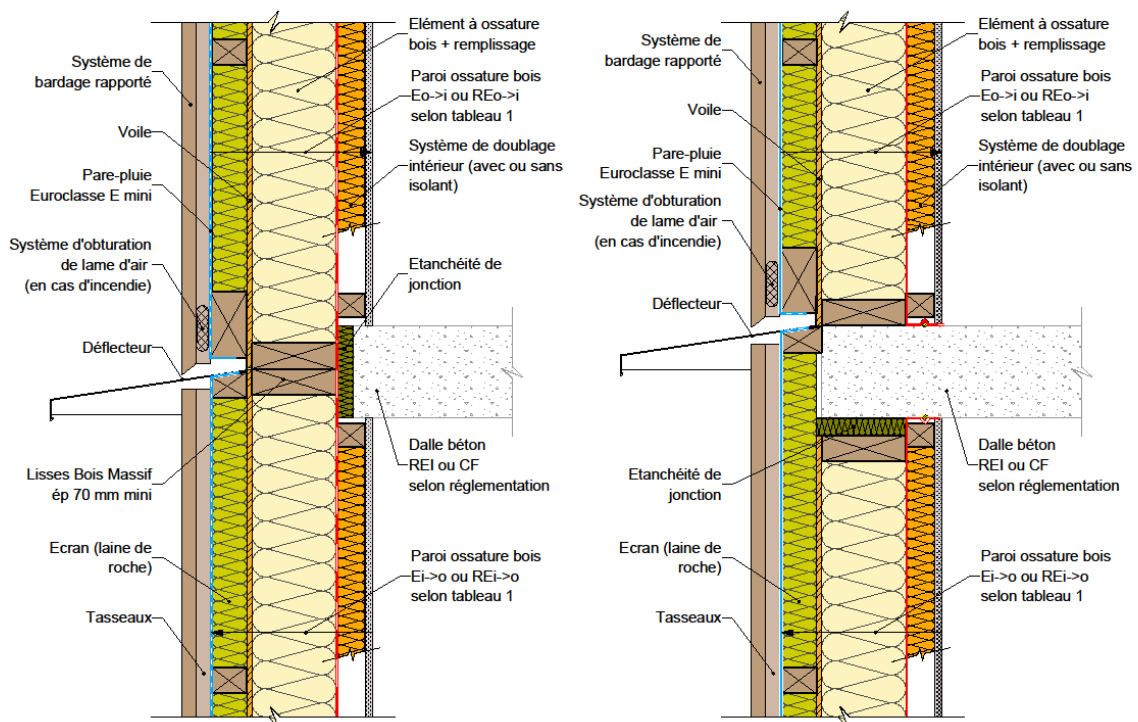 Système de
bardage rapporté
Voile
Pare-pluie
Euroclasse E mini
Système d'obturation
de lame d'air
(en cas d'incendie)
Déflecteur
Lisses Bois Massif
ép 70 mm mini
Ecran (laine de
roche)
Tasseaux
Elément à ossature
bois + remplissage
Paroi ossature bois
Eo->i ou REo->i
selon tableau 1
Système de doublage
intérieur (avec ou sans
isolant)
Etanchéité de
jonction
Dalle béton
REI ou CF
selon réglementation
Paroi ossature bois
Ei->o ou REi->o
selon tableau 1
Système de
bardage rapporté
Voile
Pare-pluie
Euroclasse E mini
Système d'obturation
de lame d'air
(en cas d'incendie)
Déflecteur
Etanchéité de
jonction
Ecran (laine de
roche)
Tasseaux
Elément à ossature
bois + remplissage
Paroi ossature bois
Eo->i ou REo->i
selon tableau 1
Système de doublage
intérieur (avec ou sans
isolant)
Dalle béton
REI ou CF
selon réglementation
Paroi ossature bois
Ei->o ou REi->o
selon tableau 1